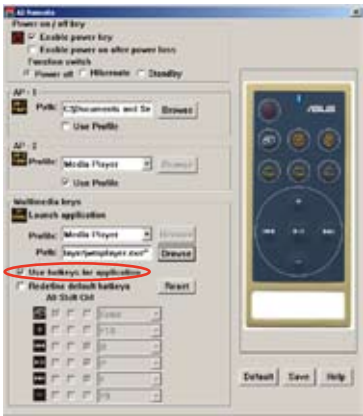 AI Remote
Power on / off key
Enable power key
Enable power on after power loss
Function switch
Power off Hibernate Standby
AP - 1
Path: C:\Documents and Se Browse
Use Profile
AP - 2
Profile: Media Player Browse
Use Profile
Multimedia keys
Launch application
Profile: Media Player Browse
Path: Browse
Use hotkeys for application
Redefine default hotkeys Reset
Alt Shift Ctrl
ASUS
Default Save Help